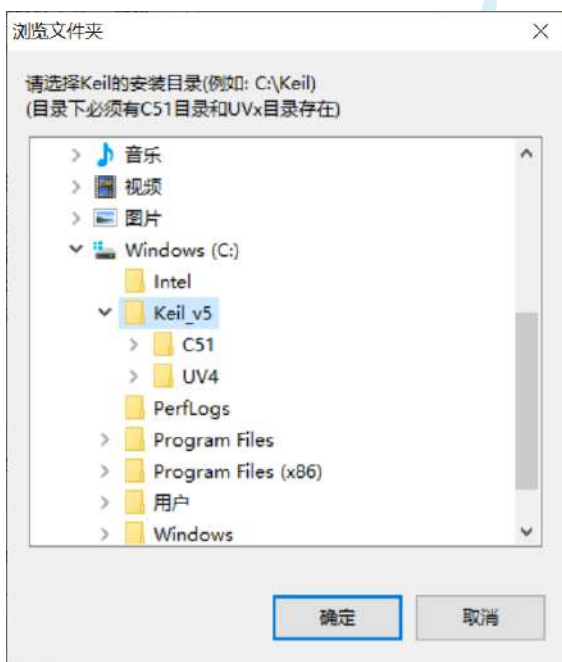 浏览文件夹
请选择Keil的安装目录(例如: C:\Keil)
(目录下必须有C51目录和UVx目录存在)
音乐
视频
图片
Windows (C:)
Intel
Keil_v5
C51
UV4
PerfLogs
Program Files
Program Files (x86)
用户
Windows
确定 取消